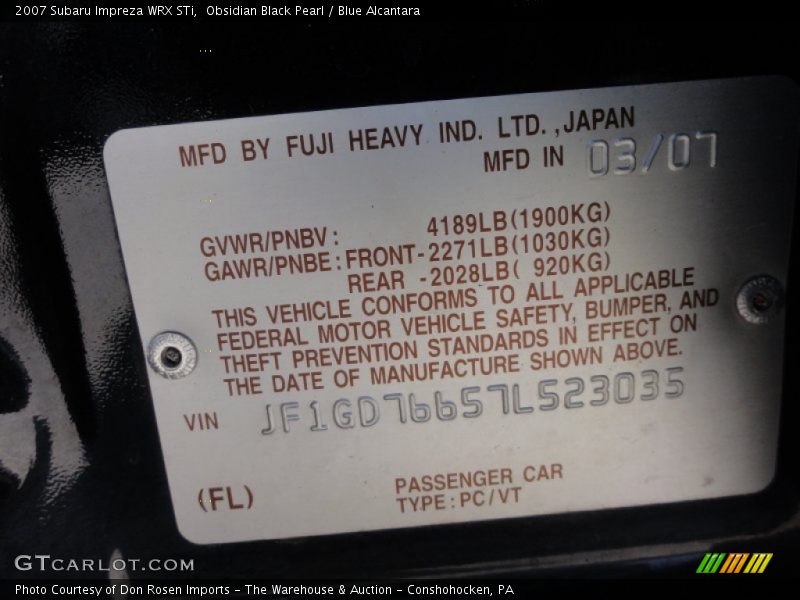 2007 Subaru Impreza WRX STi,  Obsidian Black Pearl / Blue Alcantara
MFD BY FUJI HEAVY IND. LTD.,JAPAN
MFD IN 03/07
GVWR/PNBV: 4189LB(1900KG)
GAWR/PNBE:FRONT-2271LB(1030KG)
REAR -2028LB( 920KG)
THIS VEHICLE CONFORMS TO ALL APPLICABLE
FEDERAL MOTOR VEHICLE SAFETY, BUMPER, AND
THEFT PREVENTION STANDARDS IN EFFECT ON
THE DATE OF MANUFACTURE SHOWN ABOVE.
VIN JF1GD76657L523035
(FL) PASSENGER CAR
TYPE:PC/VT
GTCARLOT.COM
Photo Courtesy of Don Rosen Imports - The Warehouse & Auction - Conshohocken, PA